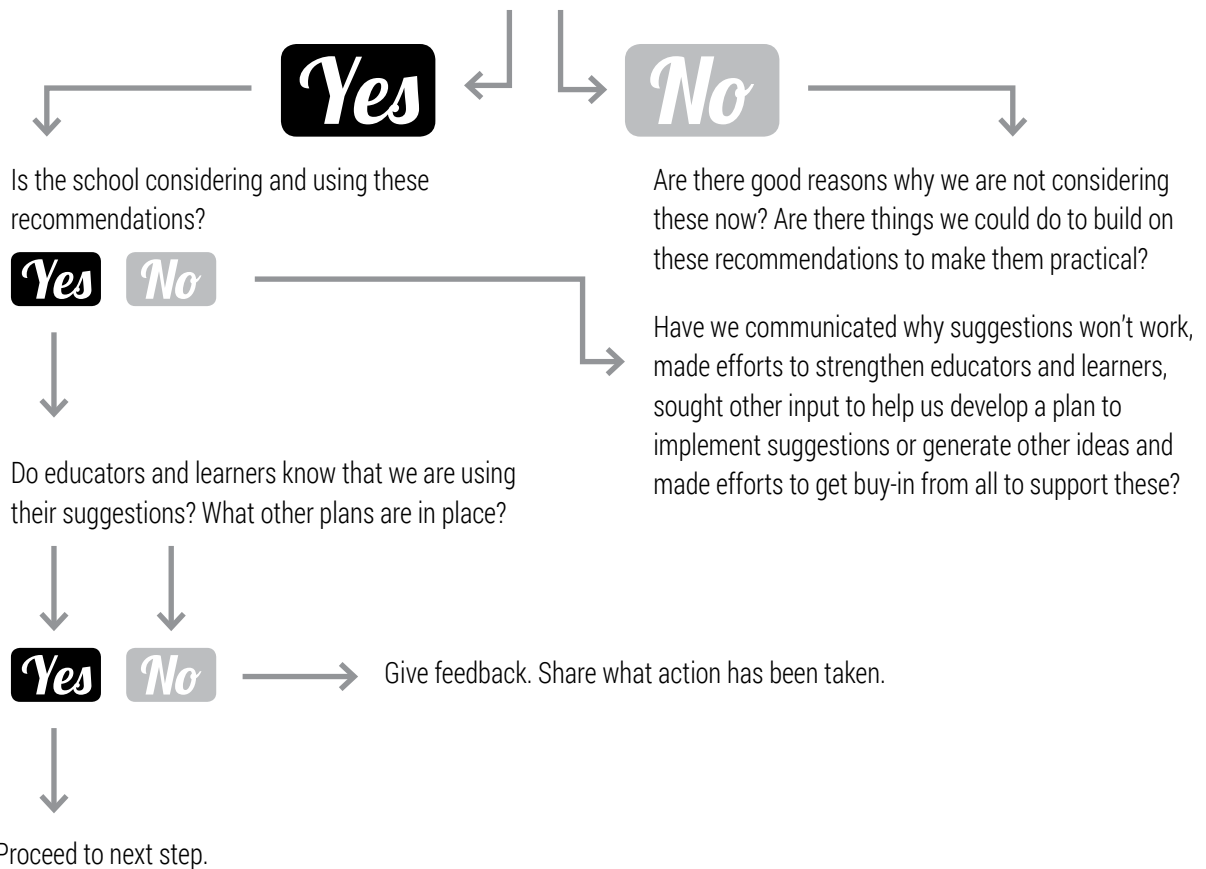 Yes
No
Is the school considering and using these
recommendations?
Yes
No
Are there good reasons why we are not considering
these now? Are there things we could do to build on
these recommendations to make them practical?
Have we communicated why suggestions won't work,
made efforts to strengthen educators and learners,
sought other input to help us develop a plan to
implement suggestions or generate other ideas and
made efforts to get buy-in from all to support these?
Do educators and learners know that we are using
their suggestions? What other plans are in place?
Yes
No
Give feedback. Share what action has been taken.
Proceed to next step.